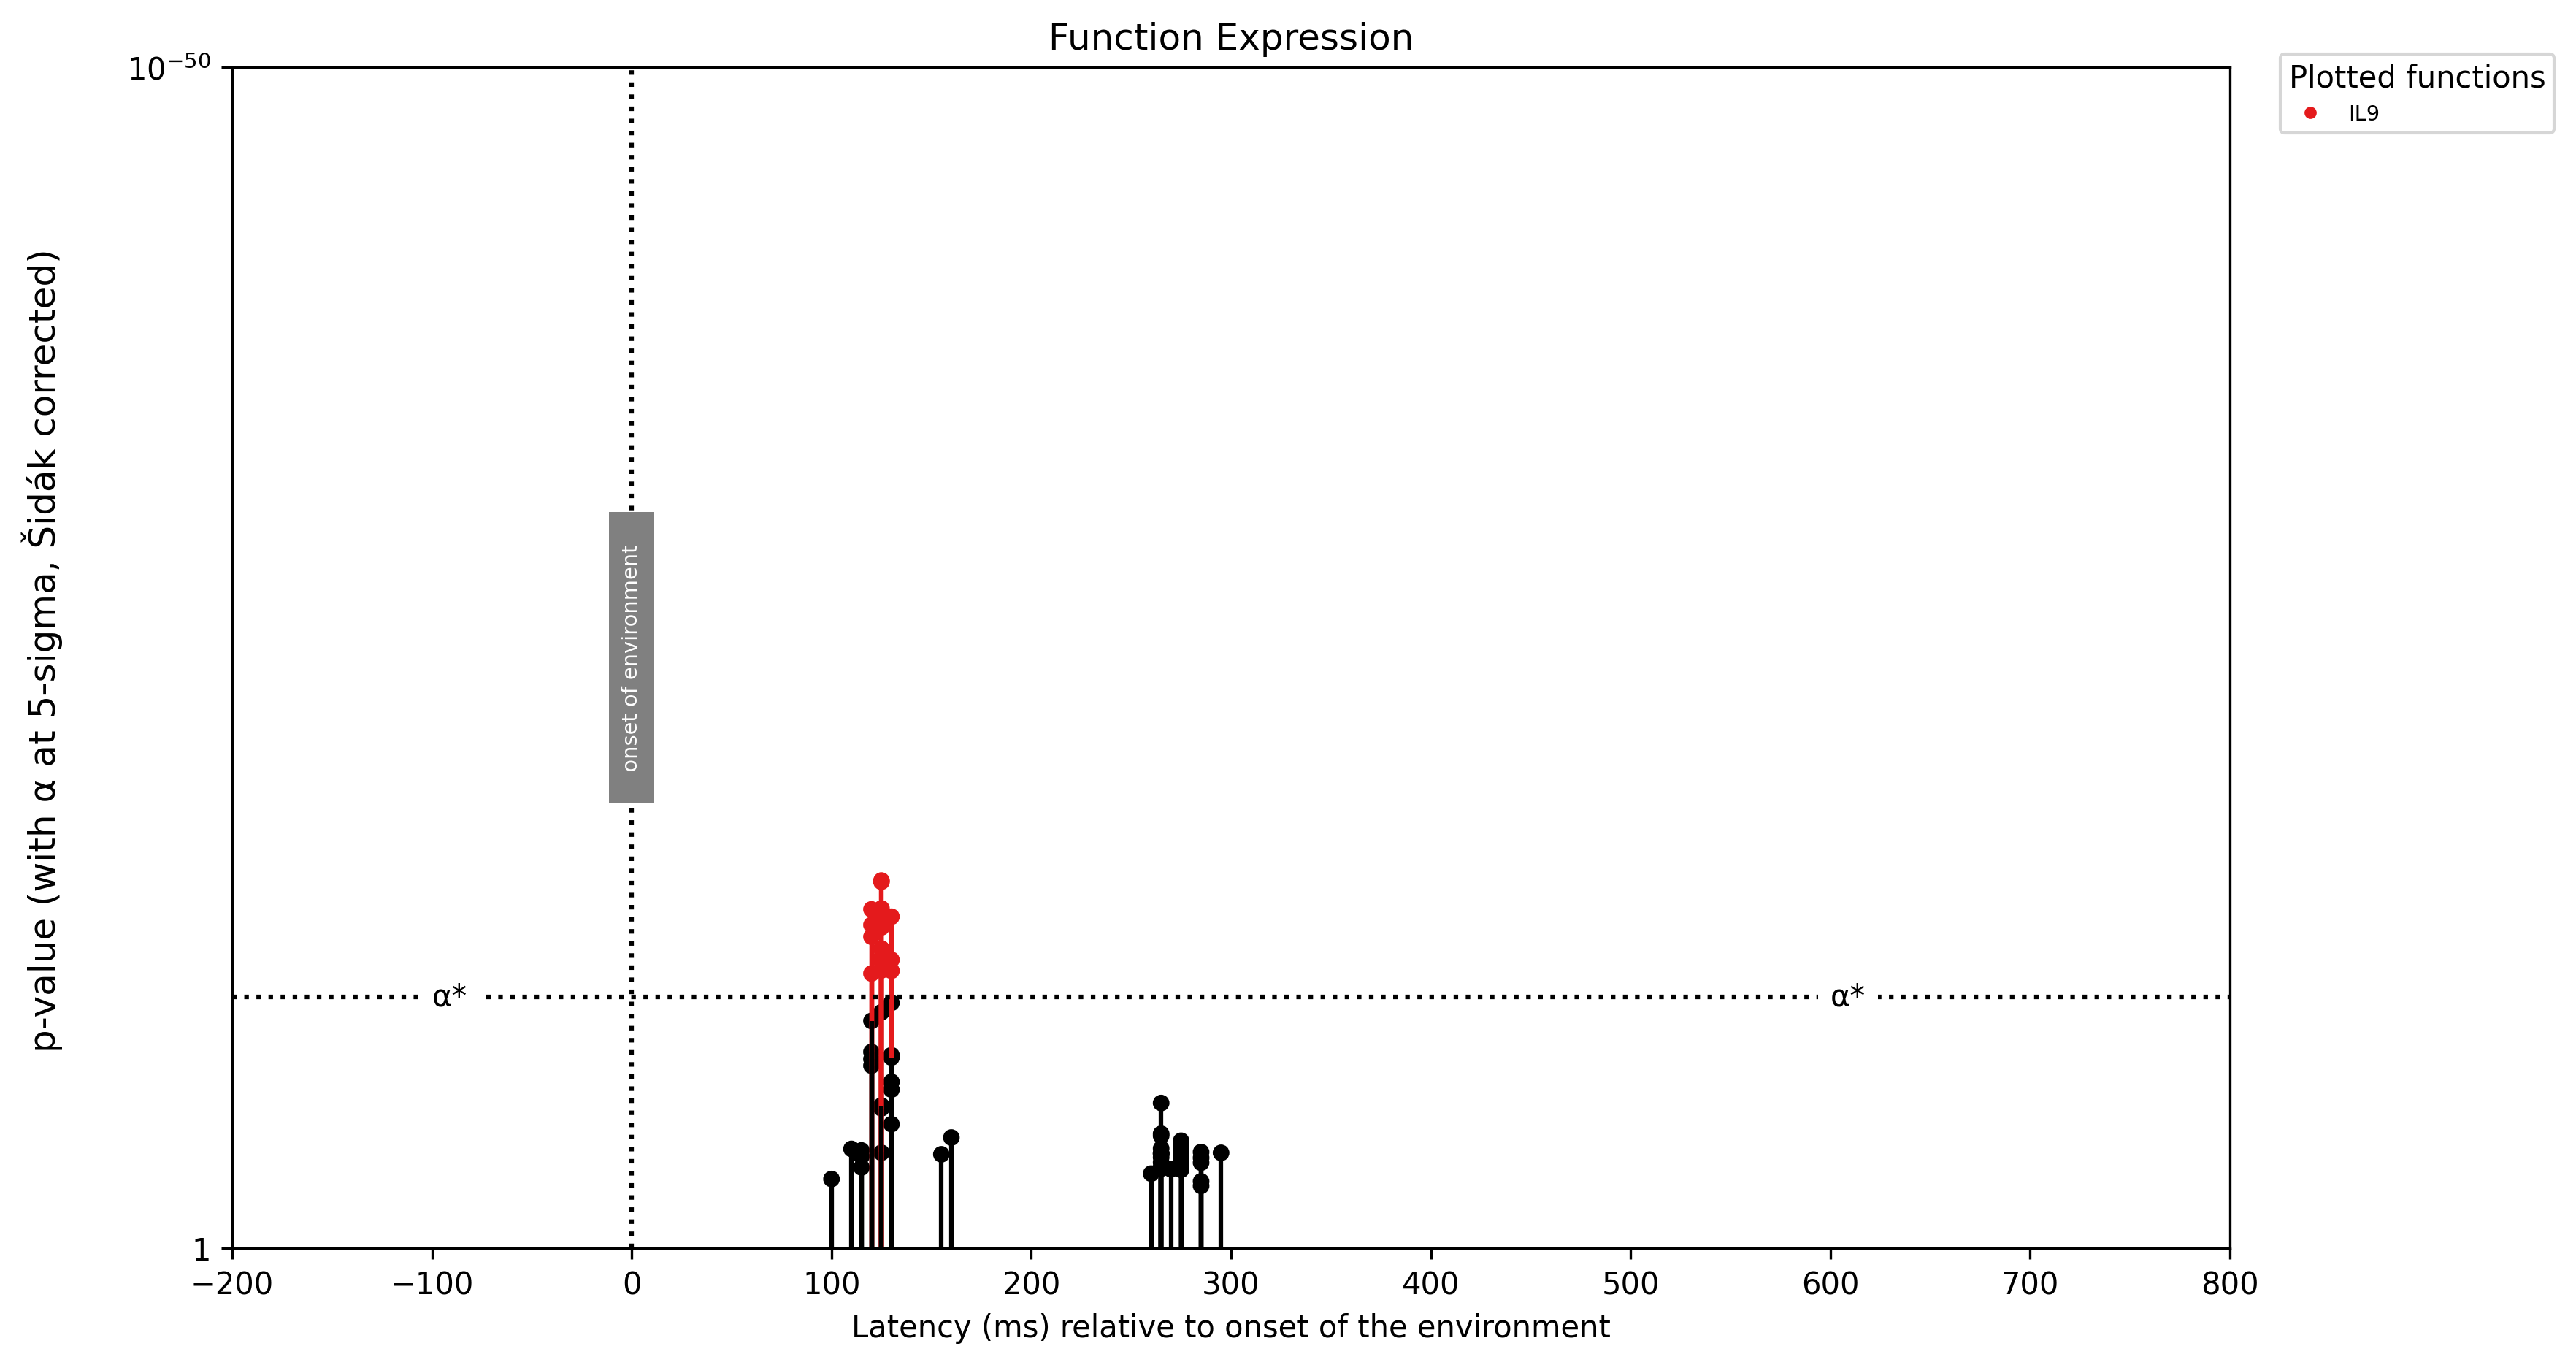 Function Expression
10⁻⁵⁰
Plotted functions
IL9
p-value (with α at 5-sigma, Šidák corrected)
onset of environment
α*
α*
1
−200 −100 0 100 200 300 400 500 600 700 800
Latency (ms) relative to onset of the environment